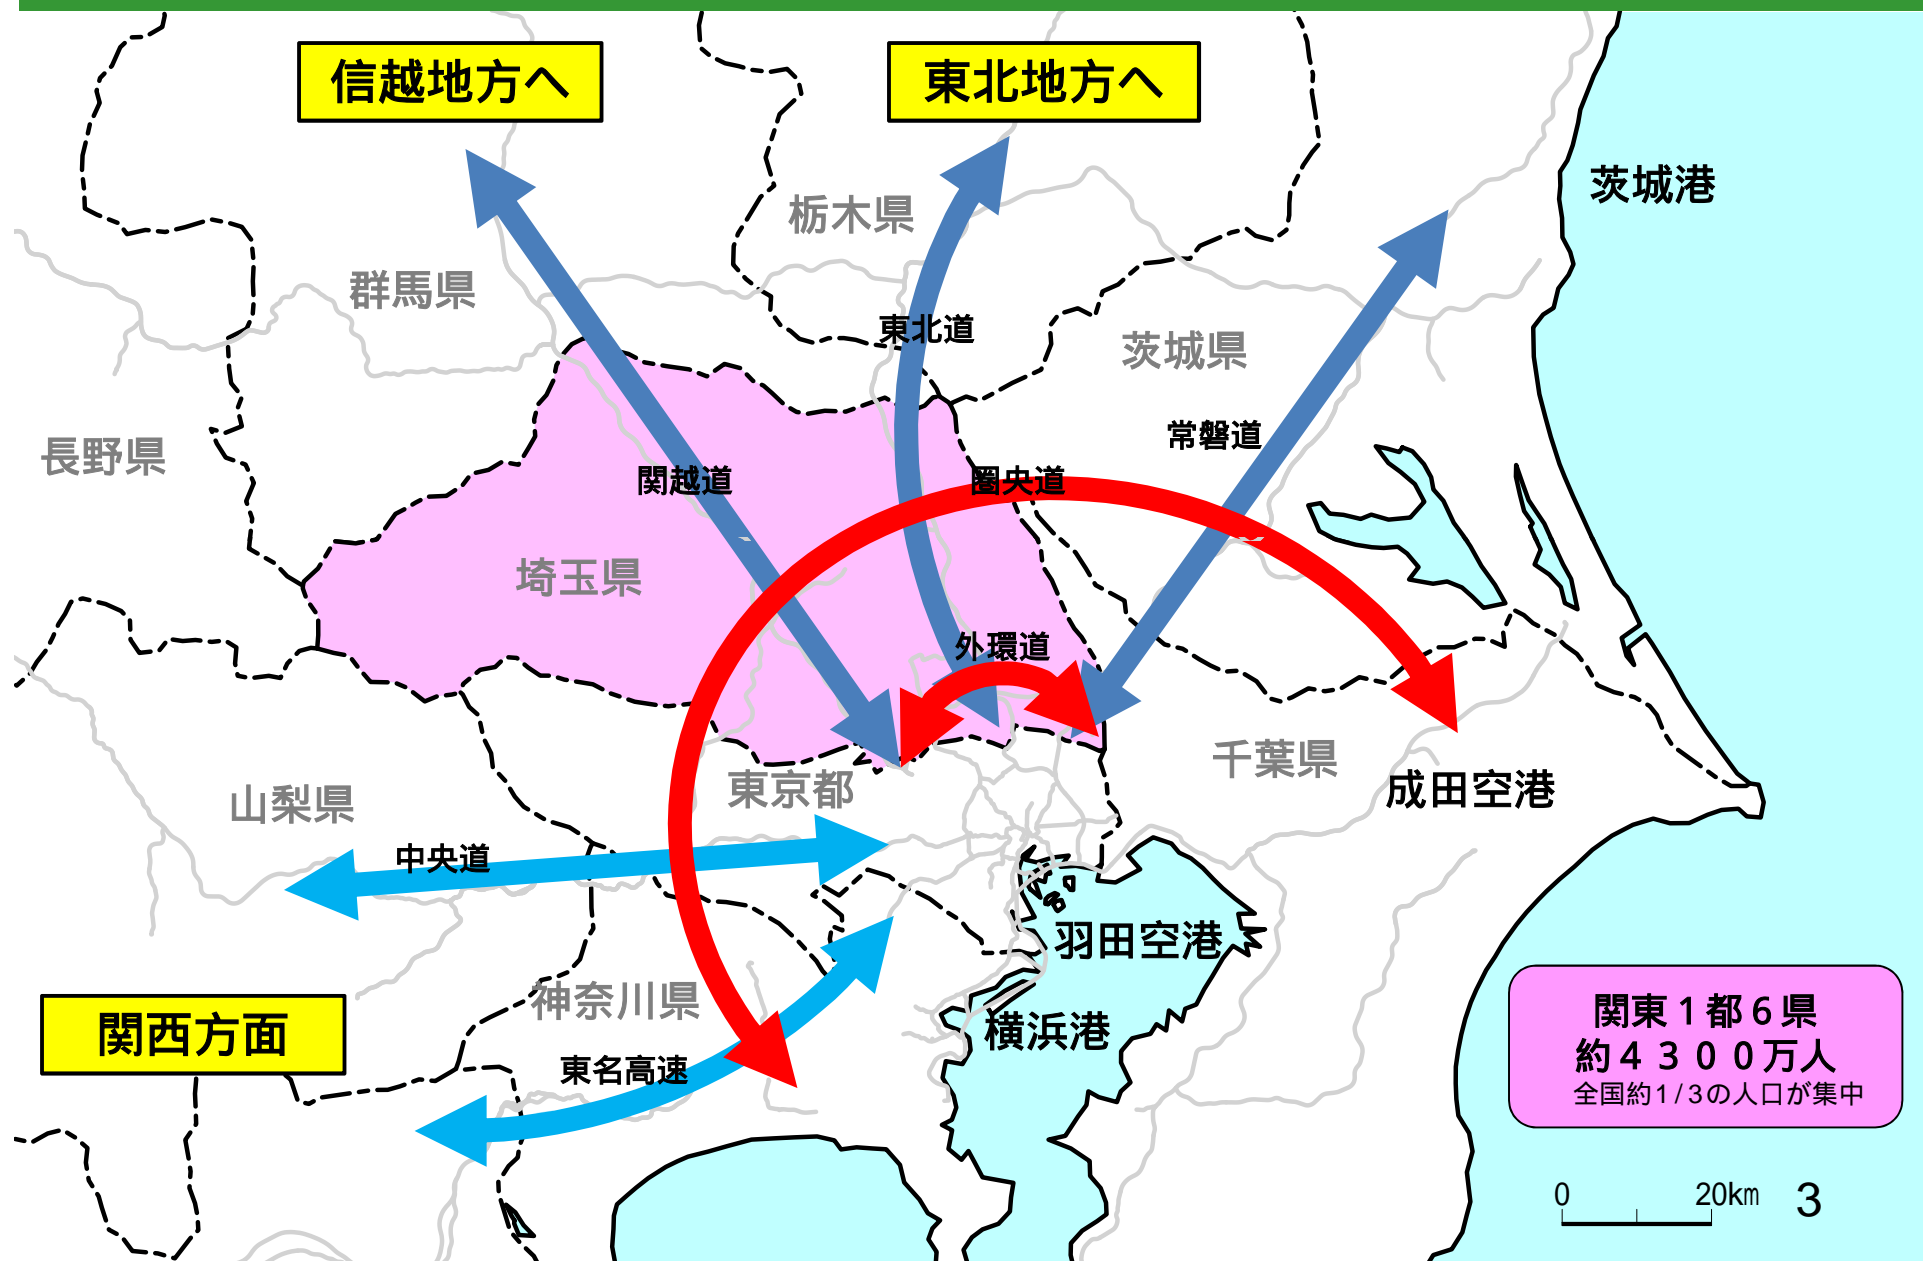 信越地方へ
東北地方へ
茨城港
栃木県
群馬県
東北道
茨城県
常磐道
長野県
関越道
圏央道
埼玉県
外環道
千葉県
成田空港
東京都
山梨県
中央道
羽田空港
神奈川県
横浜港
関西方面
東名高速
関東１都６県
約４３００万人
全国約1/3の人口が集中
0 20km
3